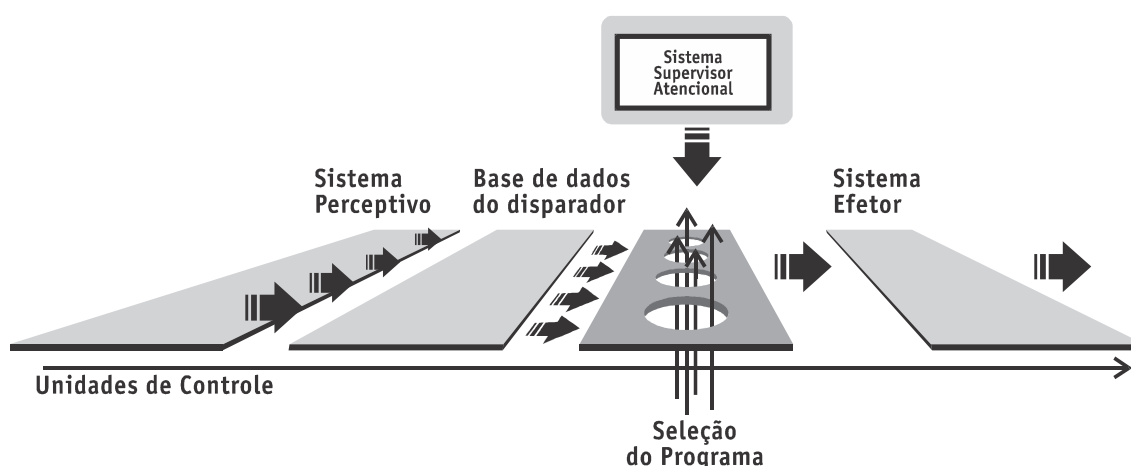 Sistema
Supervisor
Atencional
Sistema
Perceptivo
Base de dados
do disparador
Sistema
Efetor
Unidades de Controle
Seleção
do Programa